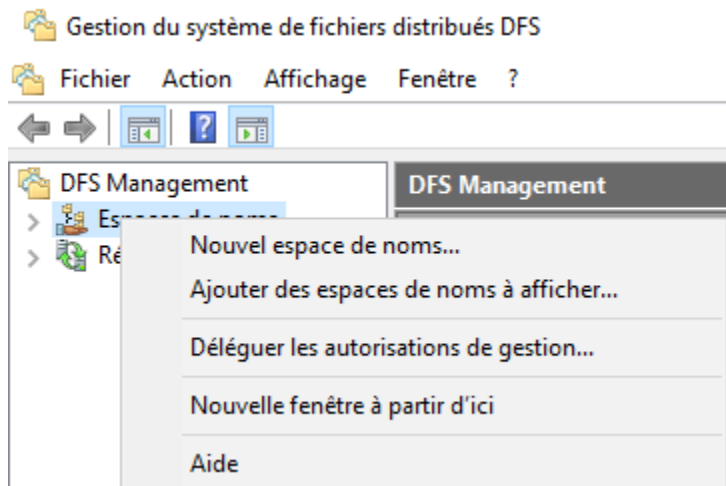 Gestion du système de fichiers distribués DFS
Fichier Action Affichage Fenêtre ?
DFS Management
DFS Management
Nouvel espace de noms...
Ajouter des espaces de noms à afficher...
Déléguer les autorisations de gestion...
Nouvelle fenêtre à partir d'ici
Aide